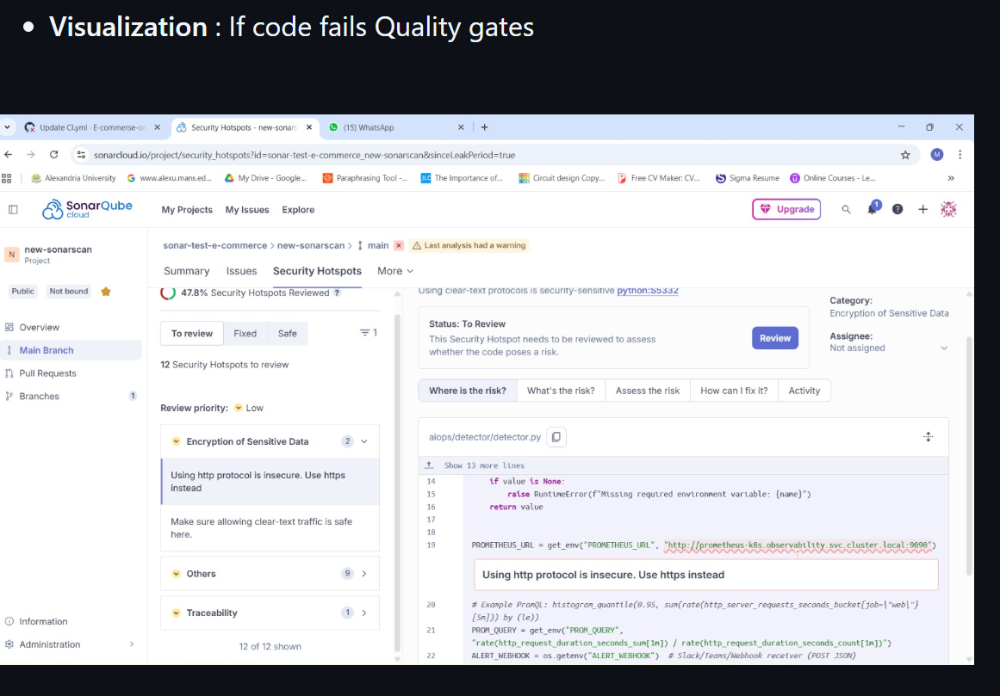 • Visualization : If code fails Quality gates
Update CI.yml · E-commerse-o
Security Hotspots - new-sonars
(15) WhatsApp
sonarcloud.io/project/security_hotspots?id=sonar-test-e-commerce_new-sonarscan&sinceLeakPeriod=true
M
Alexandria University
www.alexu.mans.ed...
My Drive - Google...
Paraphrasing Tool -...
The Importance of...
Circuit design Copy...
Free CV Maker: CV...
Sigma Resume
Online Courses - Le...
SonarQube
cloud
My Projects
My Issues
Explore
Upgrade
1
N
new-sonarscan
Project
Public
Not bound
Overview
Main Branch
Pull Requests
Branches
1
Information
Administration
sonar-test-e-commerce > new-sonarscan > main
Last analysis had a warning
Summary
Issues
Security Hotspots
More
47.8% Security Hotspots Reviewed ?
To review
Fixed
Safe
1
12 Security Hotspots to review
Review priority: Low
Encryption of Sensitive Data 2
Using http protocol is insecure. Use https
instead
Make sure allowing clear-text traffic is safe
here.
Others 9
Traceability 1
12 of 12 shown
Using clear-text protocols is security-sensitive python:S5332
Status: To Review
This Security Hotspot needs to be reviewed to assess
whether the code poses a risk.
Review
Category:
Encryption of Sensitive Data
Assignee:
Not assigned
Where is the risk?
What's the risk?
Assess the risk
How can I fix it?
Activity
aiops/detector/detector.py
Show 13 more lines
14 if value is None:
15 raise RuntimeError(f"Missing required environment variable: {name}")
16 return value
17
18
19 PROMETHEUS_URL = get_env("PROMETHEUS_URL", "http://prometheus-k8s.observability.svc.cluster.local:9090")
Using http protocol is insecure. Use https instead
20 # Example PromQL: histogram_quantile(0.95, sum(rate(http_server_requests_seconds_bucket{job=\"web\"}
[5m])) by (le))
21 PROM_QUERY = get_env("PROM_QUERY",
"rate(http_request_duration_seconds_sum[1m]) / rate(http_request_duration_seconds_count[1m])")
22 ALERT_WEBHOOK = os.getenv("ALERT_WEBHOOK") # Slack/Teams/Webhook receiver (POST JSON)